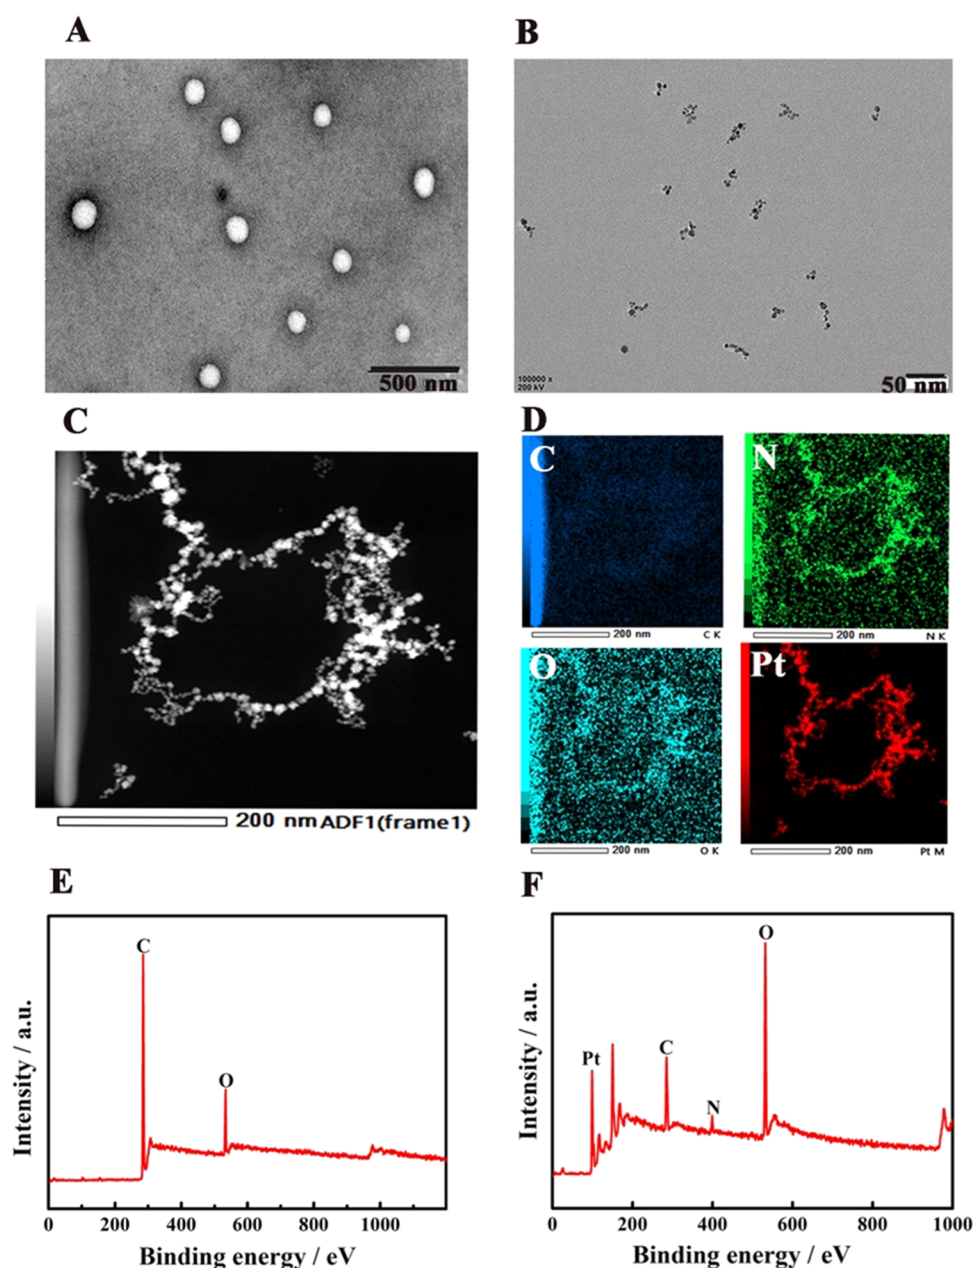 A
B
500 nm
100000 x
200 kV
50 nm
C
D
C
N
200 nm
C K
200 nm
N K
O
Pt
200 nm ADF1(frame1)
200 nm
O K
200 nm
Pt M
E
F
C
O
Intensity / a.u.
0 200 400 600 800 1000
Binding energy / eV
O
Pt
C
N
Intensity / a.u.
0 200 400 600 800 1000
Binding energy / eV